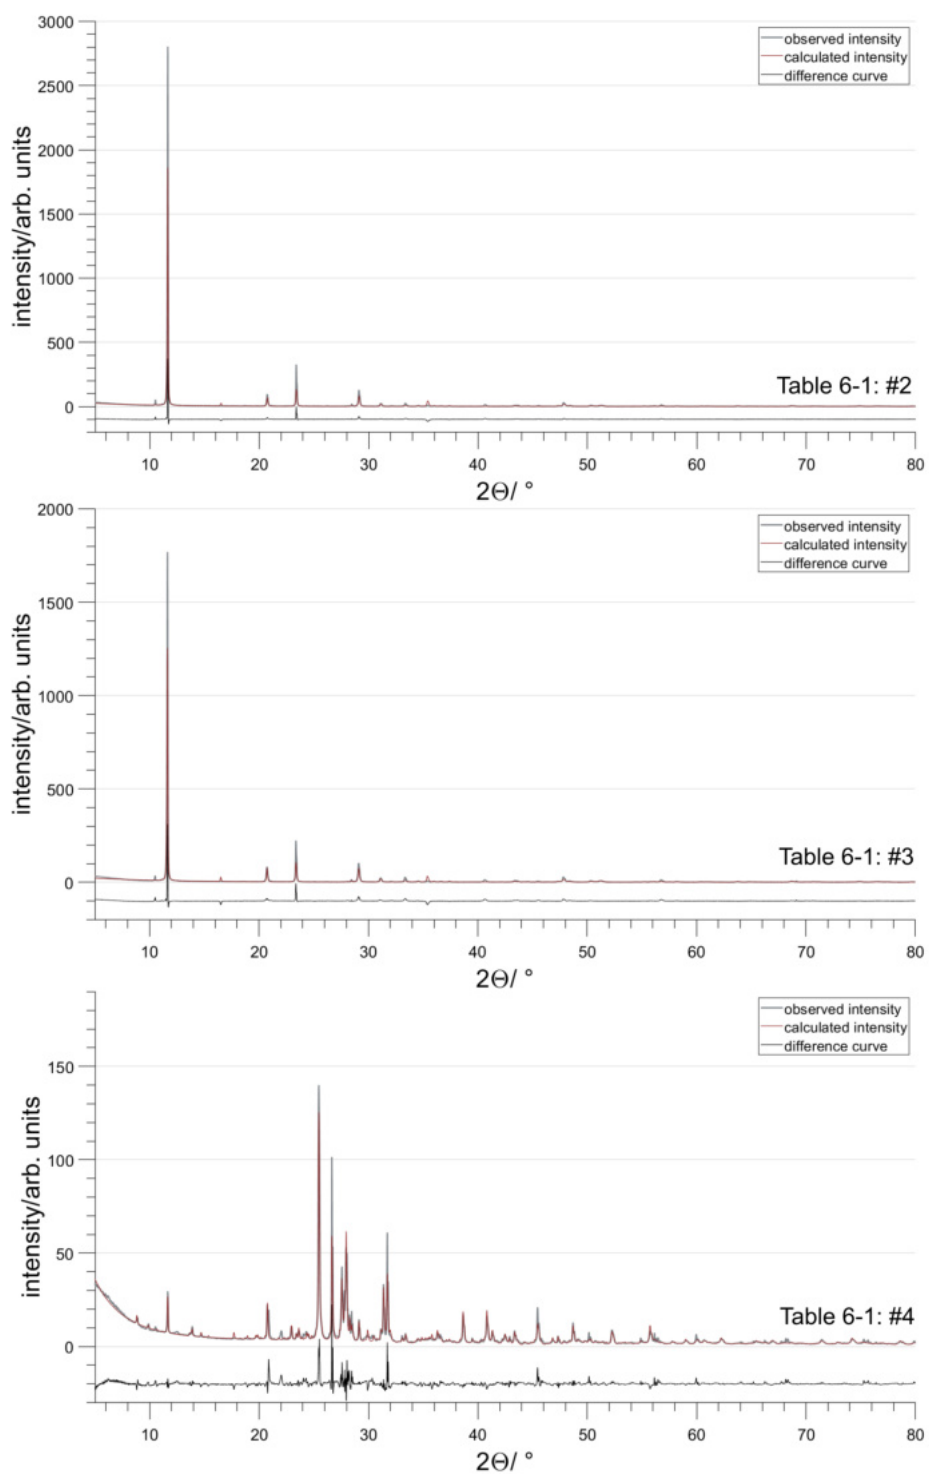 3000
observed intensity
calculated intensity
difference curve
2500
2000
1500
1000
500
0
intensity/arb. units
Table 6-1: #2
10 20 30 40 50 60 70 80
2Θ/ °
2000
observed intensity
calculated intensity
difference curve
1500
1000
500
0
intensity/arb. units
Table 6-1: #3
10 20 30 40 50 60 70 80
2Θ/ °
observed intensity
calculated intensity
difference curve
150
100
50
0
intensity/arb. units
Table 6-1: #4
10 20 30 40 50 60 70 80
2Θ/ °